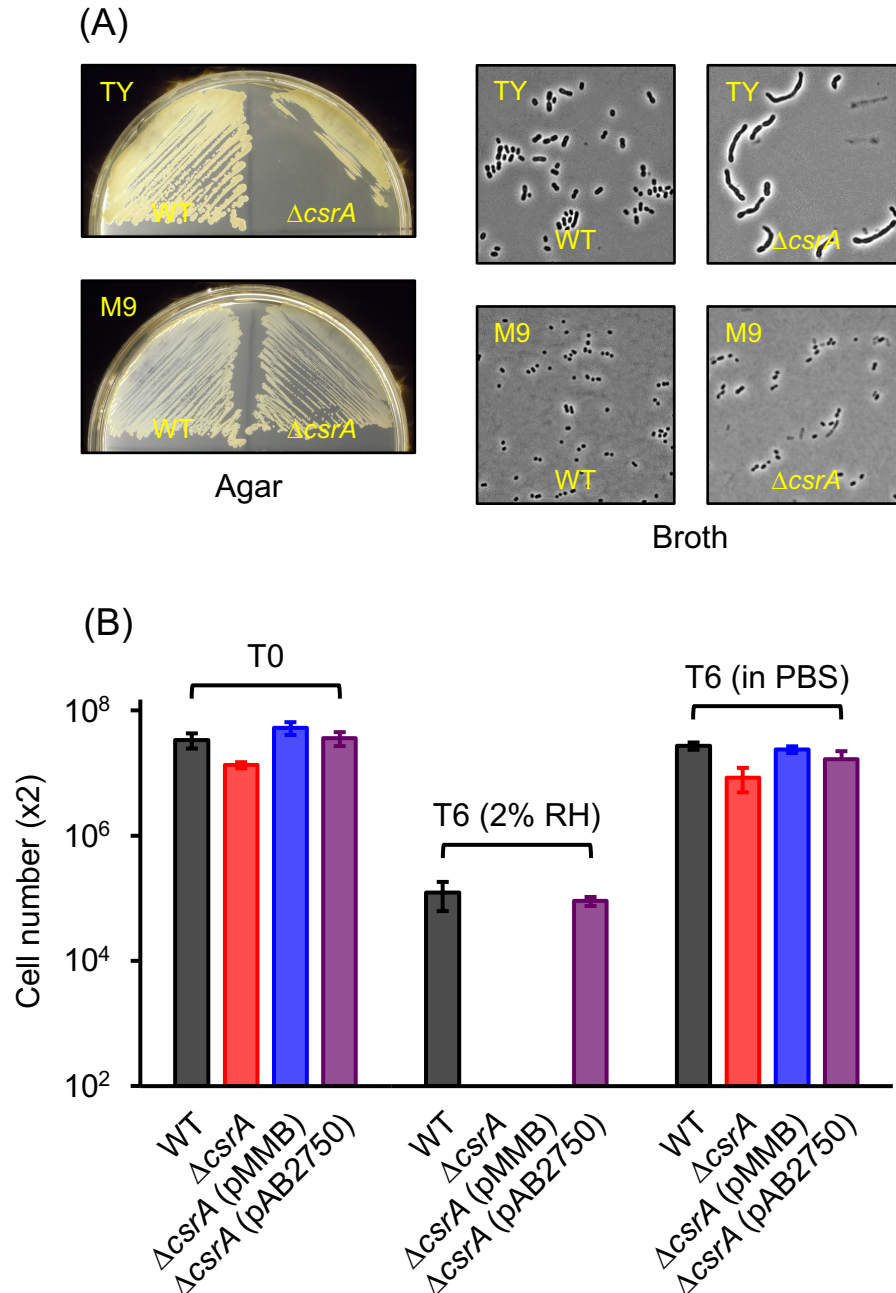 (A)
TY
WT
ΔcsrA
TY
WT
TY
ΔcsrA
M9
WT
ΔcsrA
M9
WT
M9
ΔcsrA
Agar
Broth
(B)
Cell number (x2)
10^8
10^6
10^4
10^2
T0
T6 (2% RH)
T6 (in PBS)
WT
ΔcsrA
ΔcsrA (pMMB)
ΔcsrA (pAB2750)
WT
ΔcsrA
ΔcsrA (pMMB)
ΔcsrA (pAB2750)
WT
ΔcsrA
ΔcsrA (pMMB)
ΔcsrA (pAB2750)